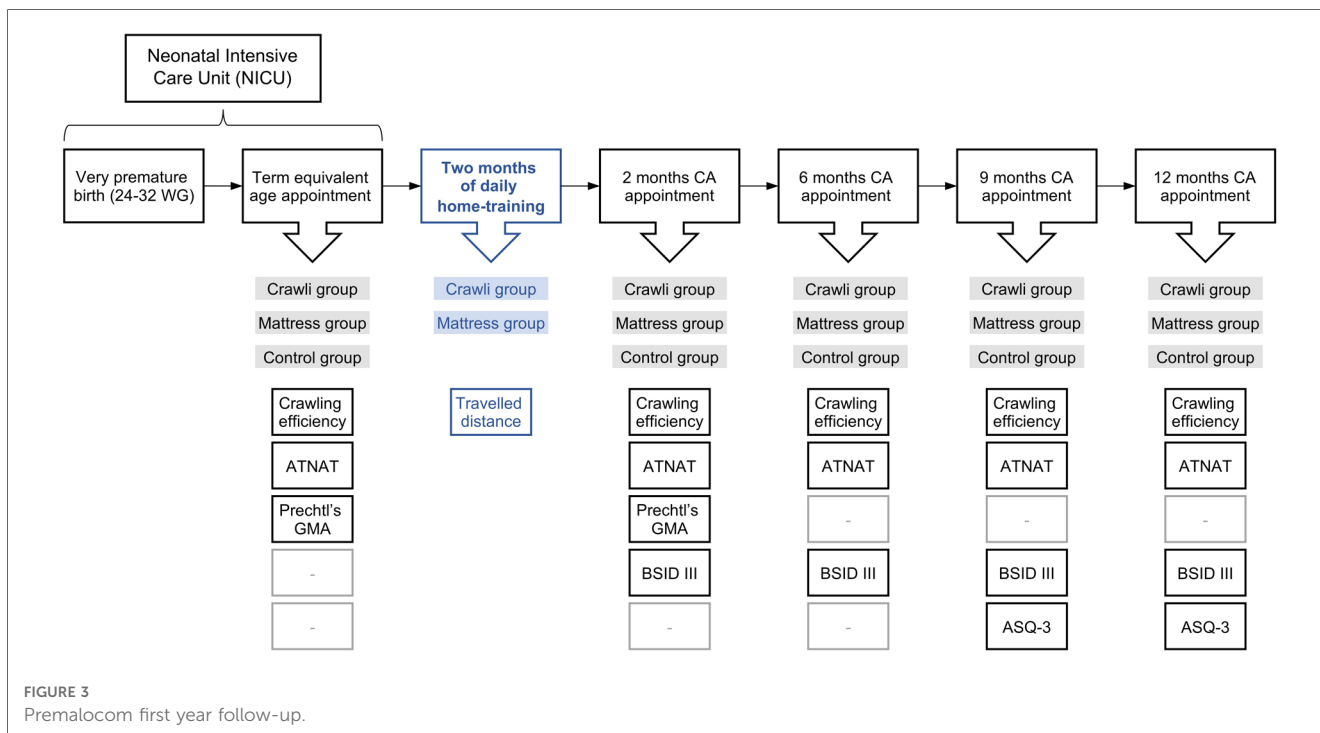 Neonatal Intensive
Care Unit (NICU)
Very premature
birth (24-32 WG)
Term equivalent
age appointment
Two months
of daily
home-training
2 months CA
appointment
6 months CA
appointment
9 months CA
appointment
12 months CA
appointment
Crawli group
Mattress group
Control group
Crawling
efficiency
ATNAT
Prechtl's
GMA
-
-
Crawli group
Mattress group
Travelled
distance
Crawli group
Mattress group
Control group
Crawling
efficiency
ATNAT
Prechtl's
GMA
BSID III
-
Crawli group
Mattress group
Control group
Crawling
efficiency
ATNAT
-
BSID III
-
Crawli group
Mattress group
Control group
Crawling
efficiency
ATNAT
-
BSID III
ASQ-3
Crawli group
Mattress group
Control group
Crawling
efficiency
ATNAT
-
BSID III
ASQ-3
FIGURE 3
Premalocom first year follow-up.